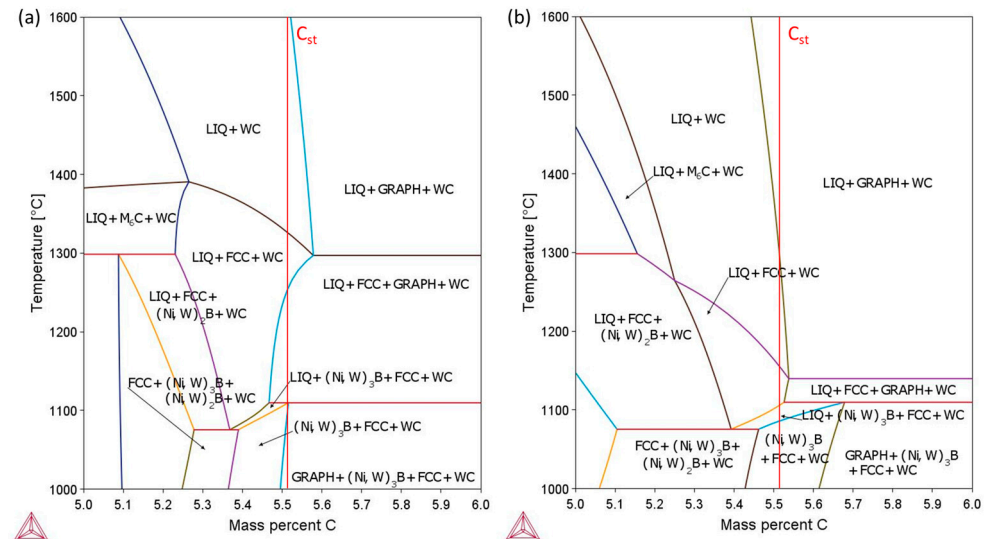 (a)
1600
1500
1400
1300
1200
1100
1000
Temperature [°C]
5.0 5.1 5.2 5.3 5.4 5.5 5.6 5.7 5.8 5.9 6.0
Mass percent C
Cst
LIQ+WC
LIQ+GRAPH+WC
LIQ+M6C+WC
LIQ+FCC+WC
LIQ+FCC+GRAPH+WC
LIQ+FCC+
(Ni, W)2B+WC
FCC+(Ni, W)3B+
(Ni, W)2B+WC
LIQ+(Ni, W)3B+FCC+WC
(Ni, W)3B+FCC+WC
GRAPH+(Ni, W)3B+FCC+WC
(b)
1600
1500
1400
1300
1200
1100
1000
Temperature [°C]
5.0 5.1 5.2 5.3 5.4 5.5 5.6 5.7 5.8 5.9 6.0
Mass percent C
Cst
LIQ+WC
LIQ+M6C+WC
LIQ+GRAPH+WC
LIQ+FCC+WC
LIQ+FCC+
(Ni, W)2B+WC
LIQ+FCC+GRAPH+WC
LIQ+(Ni, W)3B+FCC+WC
FCC+(Ni, W)3B+
(Ni, W)2B+WC
(Ni, W)3B
+FCC+WC
GRAPH+(Ni, W)3B
+FCC+WC